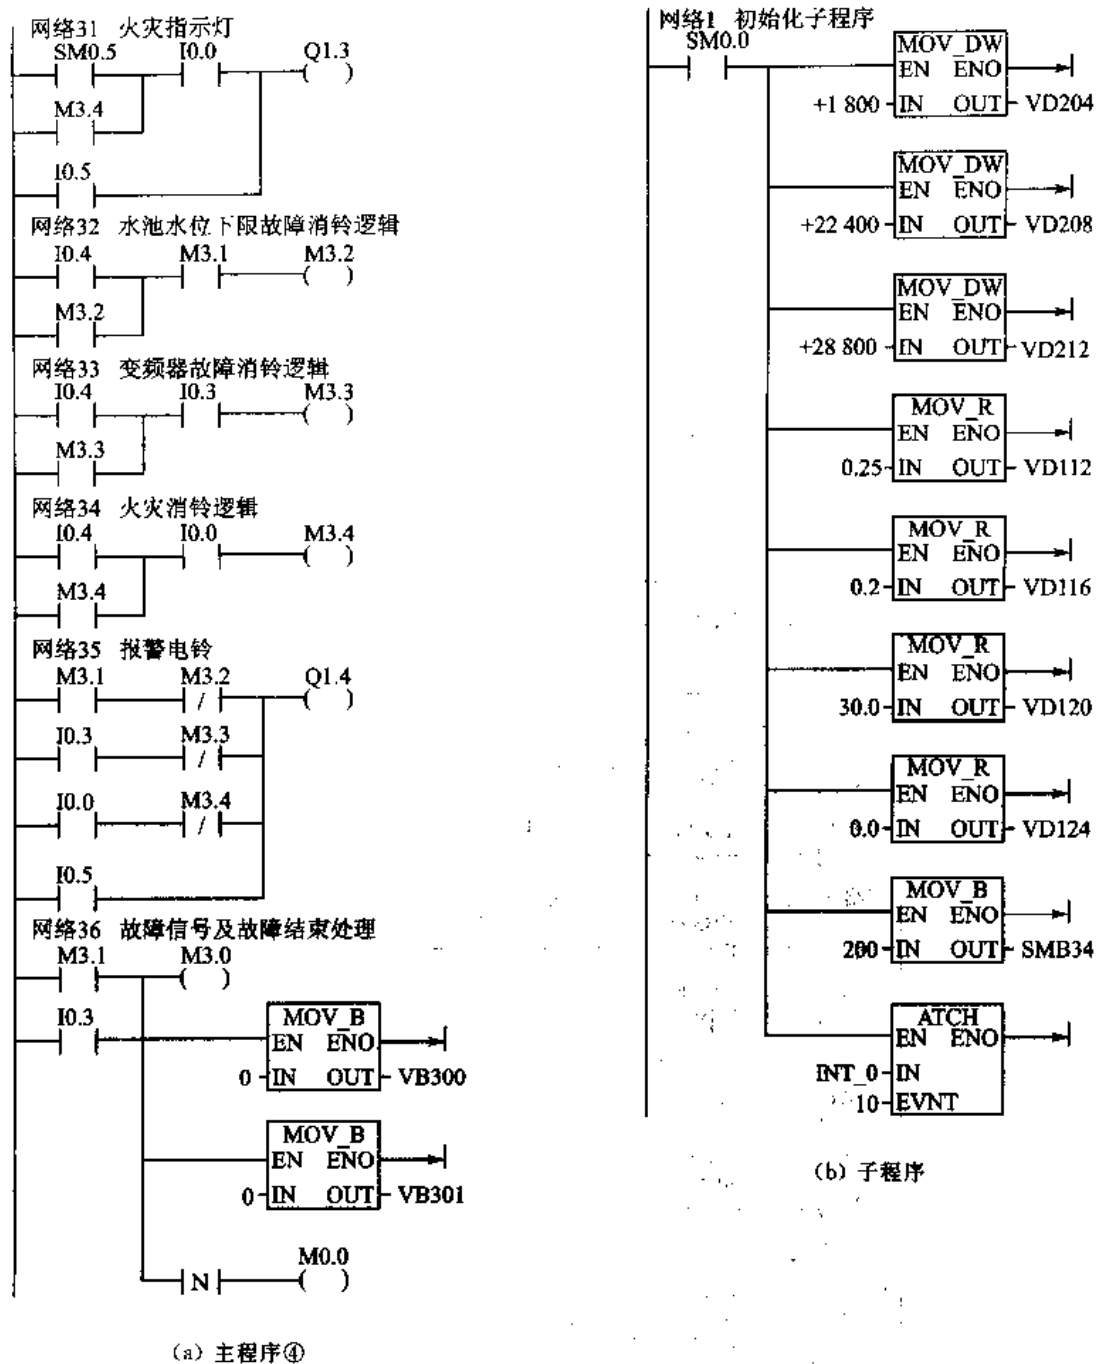 网络31 火灾指示灯
SM0.5 I0.0 Q1.3
M3.4
I0.5
网络32 水池水位下限故障消铃逻辑
I0.4 M3.1 M3.2
M3.2
网络33 变频器故障消铃逻辑
I0.4 I0.3 M3.3
M3.3
网络34 火灾消铃逻辑
I0.4 I0.0 M3.4
M3.4
网络35 报警电铃
M3.1 M3.2 Q1.4
I0.3 M3.3
I0.0 M3.4
I0.5
网络36 故障信号及故障结束处理
M3.1 M3.0
I0.3
MOV_B
EN ENO
0 IN OUT VB300
MOV_B
EN ENO
0 IN OUT VB301
N M0.0
(a) 主程序④
网络1 初始化子程序
SM0.0
MOV_DW
EN ENO
+1 800 IN OUT VD204
MOV_DW
EN ENO
+22 400 IN OUT VD208
MOV_DW
EN ENO
+28 800 IN OUT VD212
MOV_R
EN ENO
0.25 IN OUT VD112
MOV_R
EN ENO
0.2 IN OUT VD116
MOV_R
EN ENO
30.0 IN OUT VD120
MOV_R
EN ENO
0.0 IN OUT VD124
MOV_B
EN ENO
200 IN OUT SMB34
ATCH
EN ENO
INT_0 IN
10 EVNT
(b) 子程序